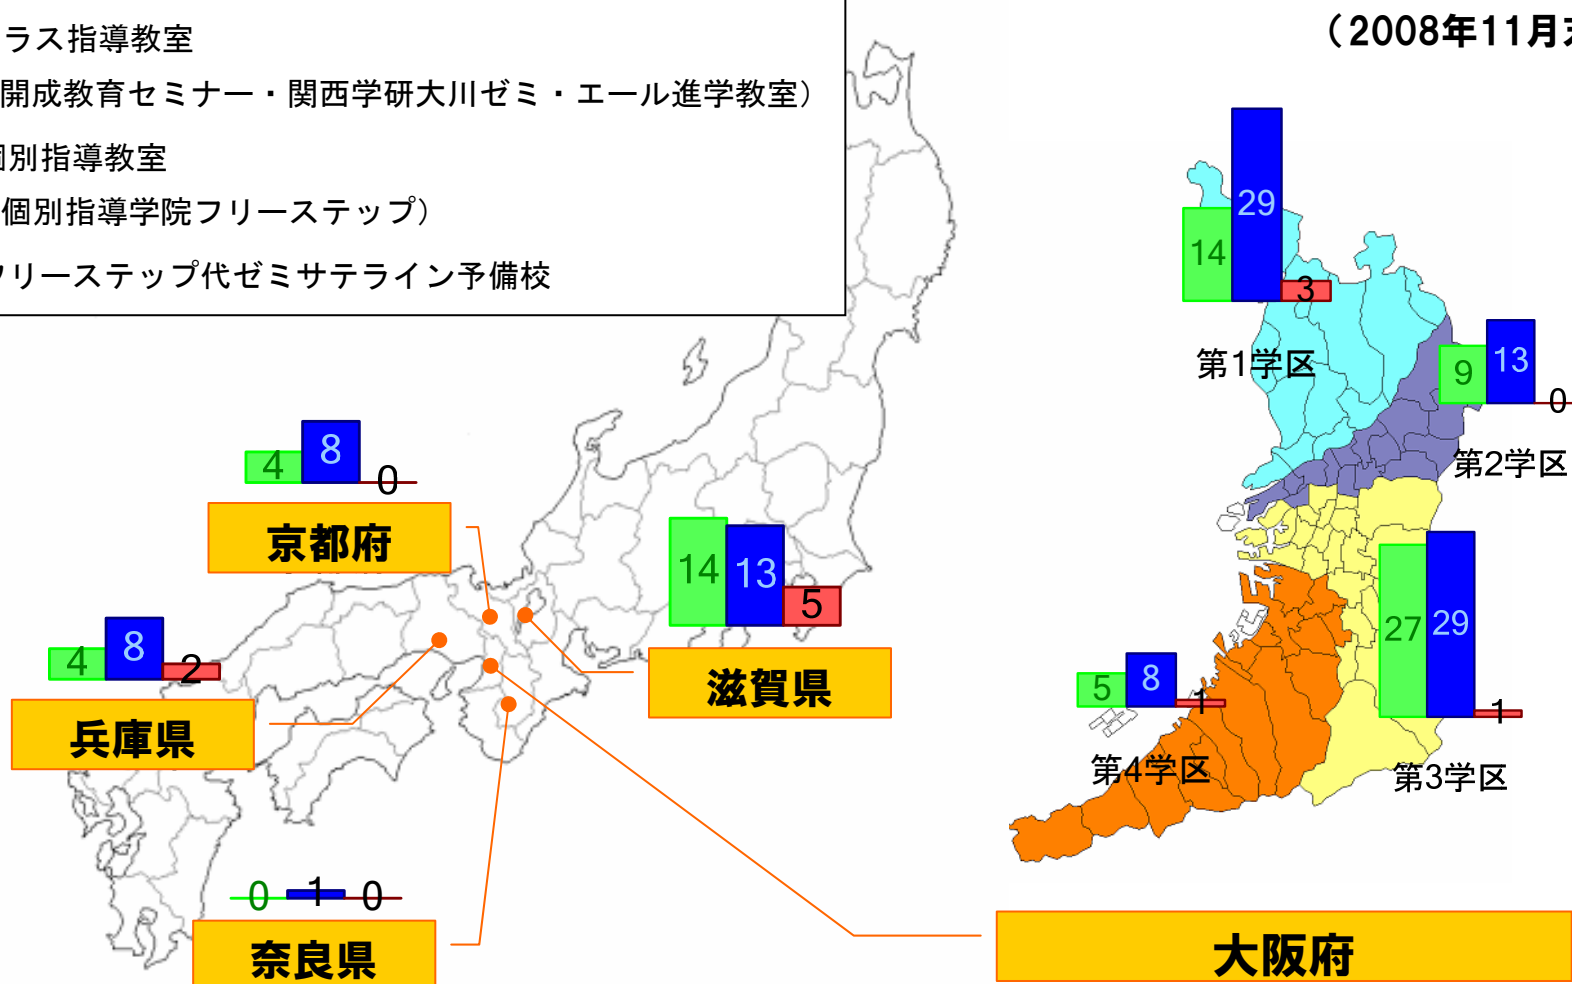 ラス指導教室
開成教育セミナー・関西学研大川ゼミ・エール進学教室）
個別指導教室
個別指導学院フリーステップ）
フリーステップ代ゼミサテライン予備校
（2008年11月末
14
29
3
第1学区
9
13
0
第2学区
4
8
0
京都府
14
13
5
滋賀県
4
8
2
兵庫県
27
29
1
第3学区
5
8
1
第4学区
0
1
0
奈良県
大阪府